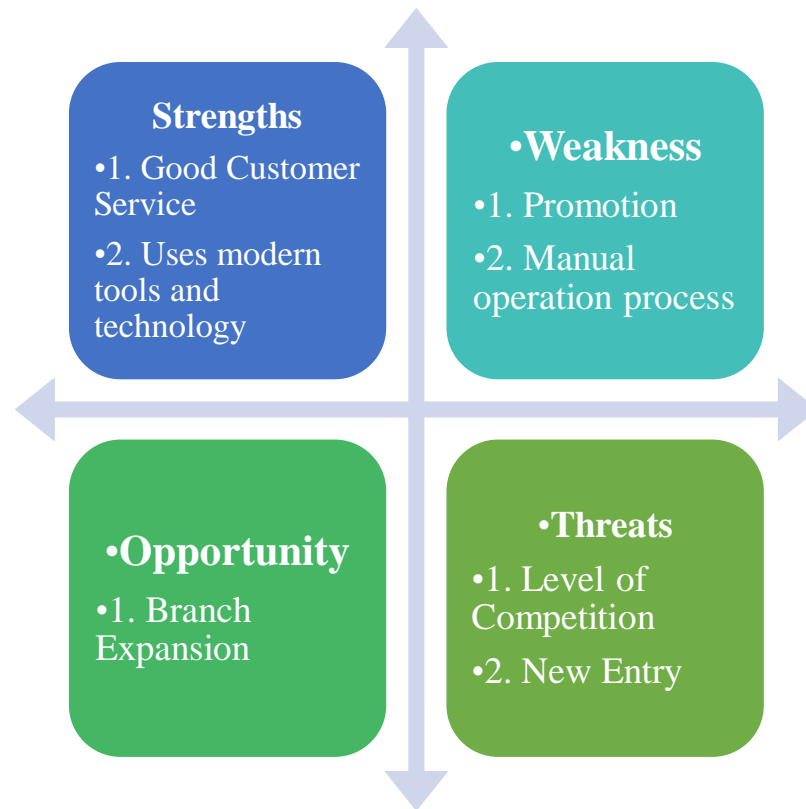 Strengths
•1. Good Customer
Service
•2. Uses modern
tools and
technology
•Weakness
•1. Promotion
•2. Manual
operation process
•Opportunity
•1. Branch
Expansion
•Threats
•1. Level of
Competition
•2. New Entry